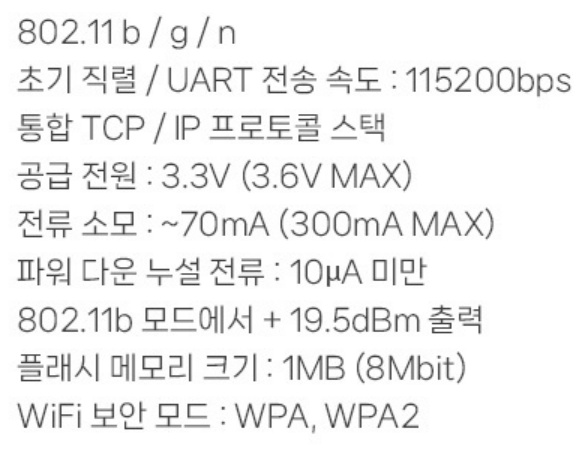 802.11 b / g / n
초기 직렬 / UART 전송 속도 : 115200bps
통합 TCP / IP 프로토콜 스택
공급 전원 : 3.3V (3.6V MAX)
전류 소모 : ~70mA (300mA MAX)
파워 다운 누설 전류 : 10μA 미만
802.11b 모드에서 + 19.5dBm 출력
플래시 메모리 크기 : 1MB (8Mbit)
WiFi 보안 모드 : WPA, WPA2